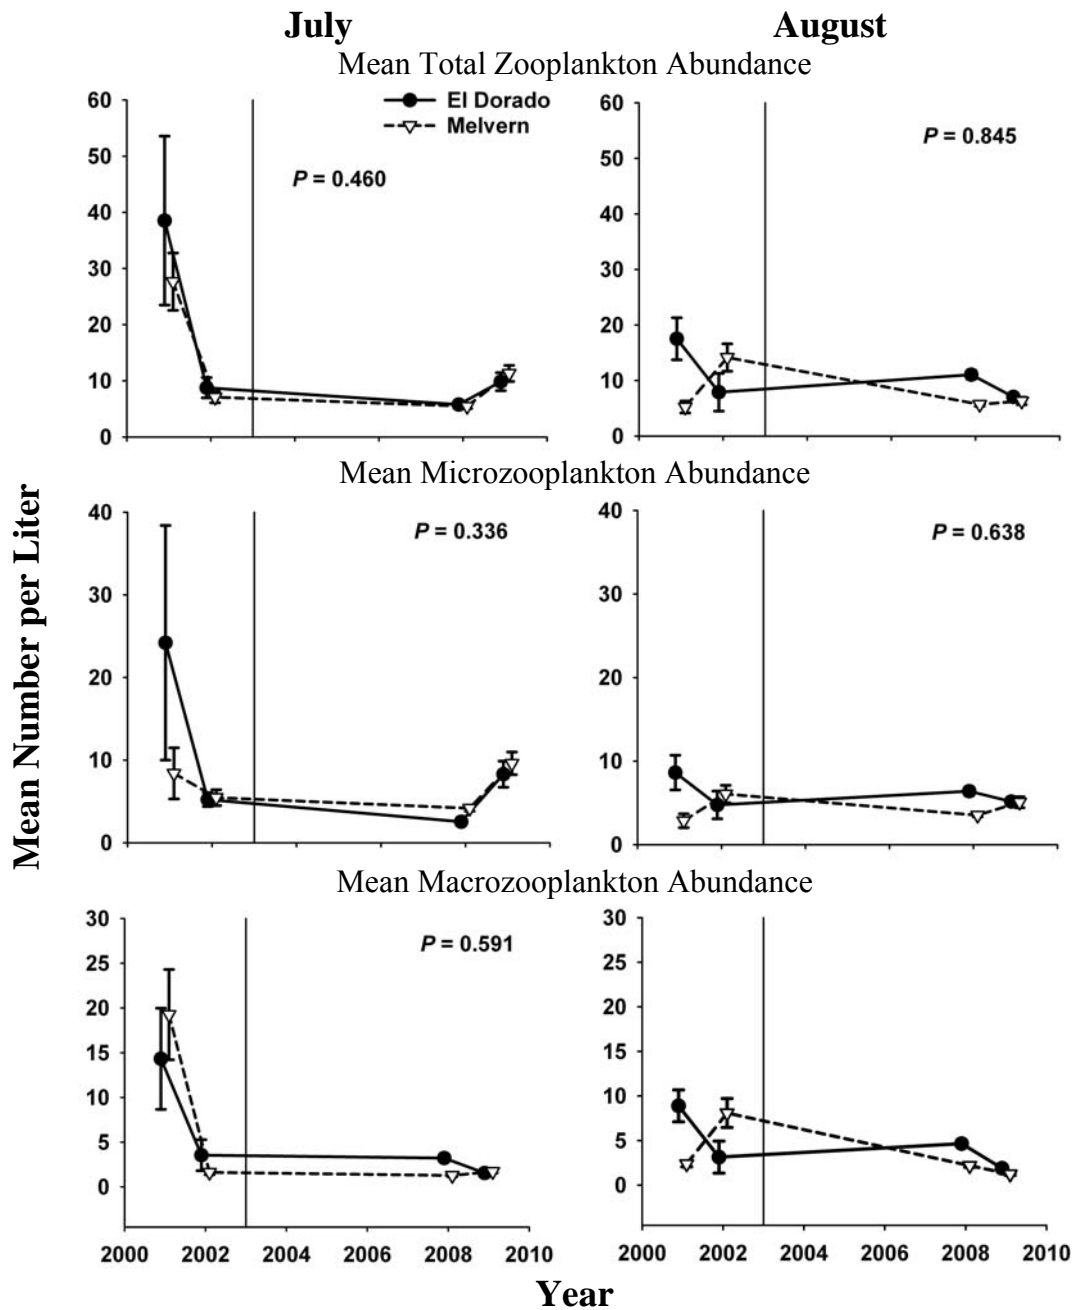 July August
Mean Total Zooplankton Abundance
El Dorado
Melvern
P = 0.460
P = 0.845
60
50
40
30
20
10
0
60
50
40
30
20
10
0
Mean Microzooplankton Abundance
P = 0.336
P = 0.638
40
30
20
10
0
40
30
20
10
0
Mean Number per Liter
Mean Macrozooplankton Abundance
P = 0.591
30
25
20
15
10
5
0
30
25
20
15
10
5
0
2000 2002 2004 2006 2008 2010
2000 2002 2004 2006 2008 2010
Year